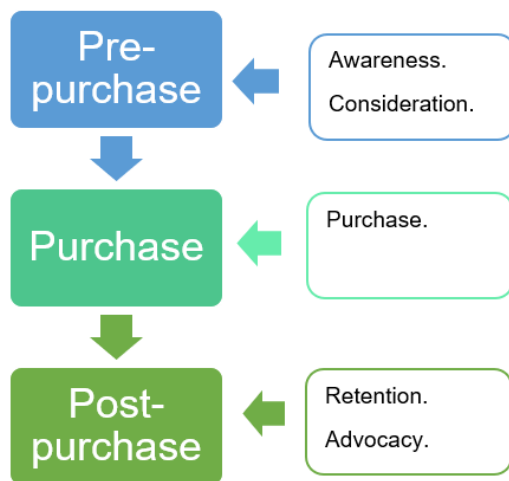 Pre-
purchase
Awareness.
Consideration.
Purchase
Purchase.
Post-
purchase
Retention.
Advocacy.